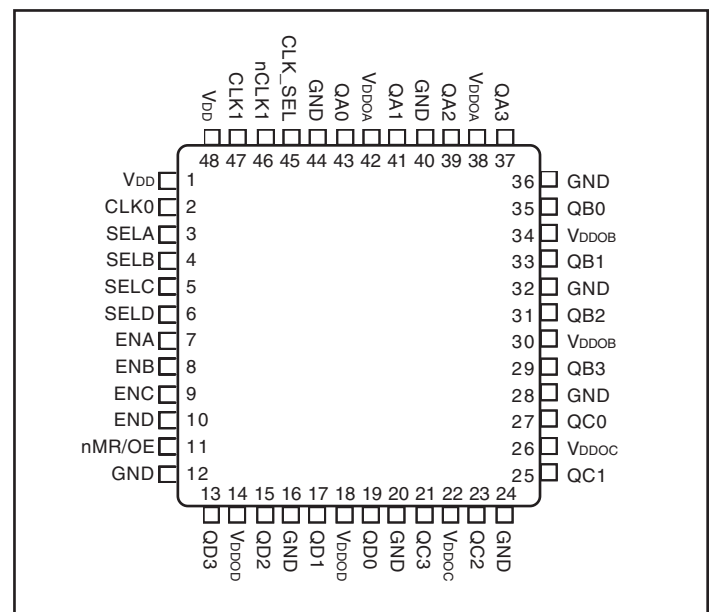 VDD
CLK1
nCLK1
CLK_SEL
GND
QA0
VDDOA
QA1
GND
QA2
VDDOA
QA3
48 47 46 45 44 43 42 41 40 39 38 37
VDD 1
CLK0 2
SELA 3
SELB 4
SELC 5
SELD 6
ENA 7
ENB 8
ENC 9
END 10
nMR/OE 11
GND 12
36 GND
35 QB0
34 VDDOB
33 QB1
32 GND
31 QB2
30 VDDOB
29 QB3
28 GND
27 QC0
26 VDDOC
25 QC1
13 14 15 16 17 18 19 20 21 22 23 24
QD3
VDDOD
QD2
GND
QD1
VDDOD
QD0
GND
QC3
VDDOC
QC2
GND